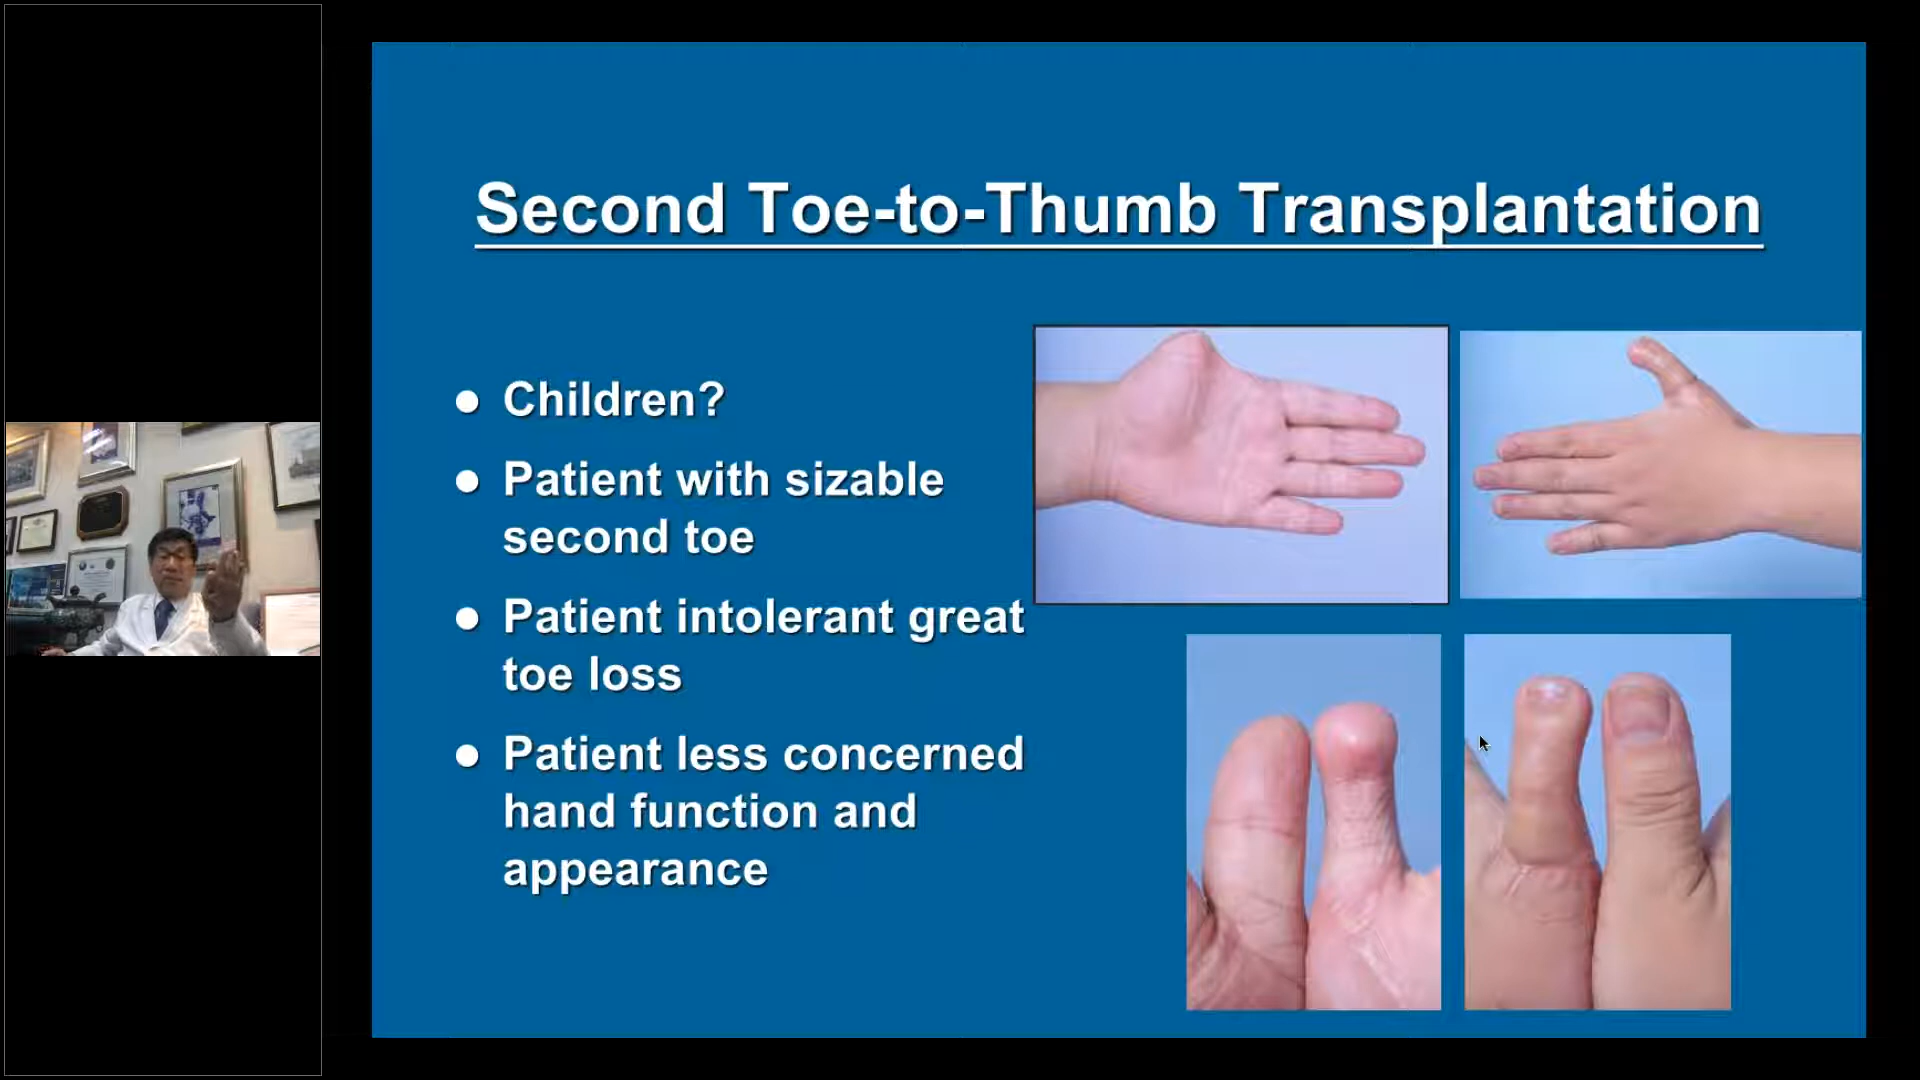 Second Toe-to-Thumb Transplantation
● Children?
● Patient with sizable
second toe
● Patient intolerant great
toe loss
● Patient less concerned
hand function and
appearance